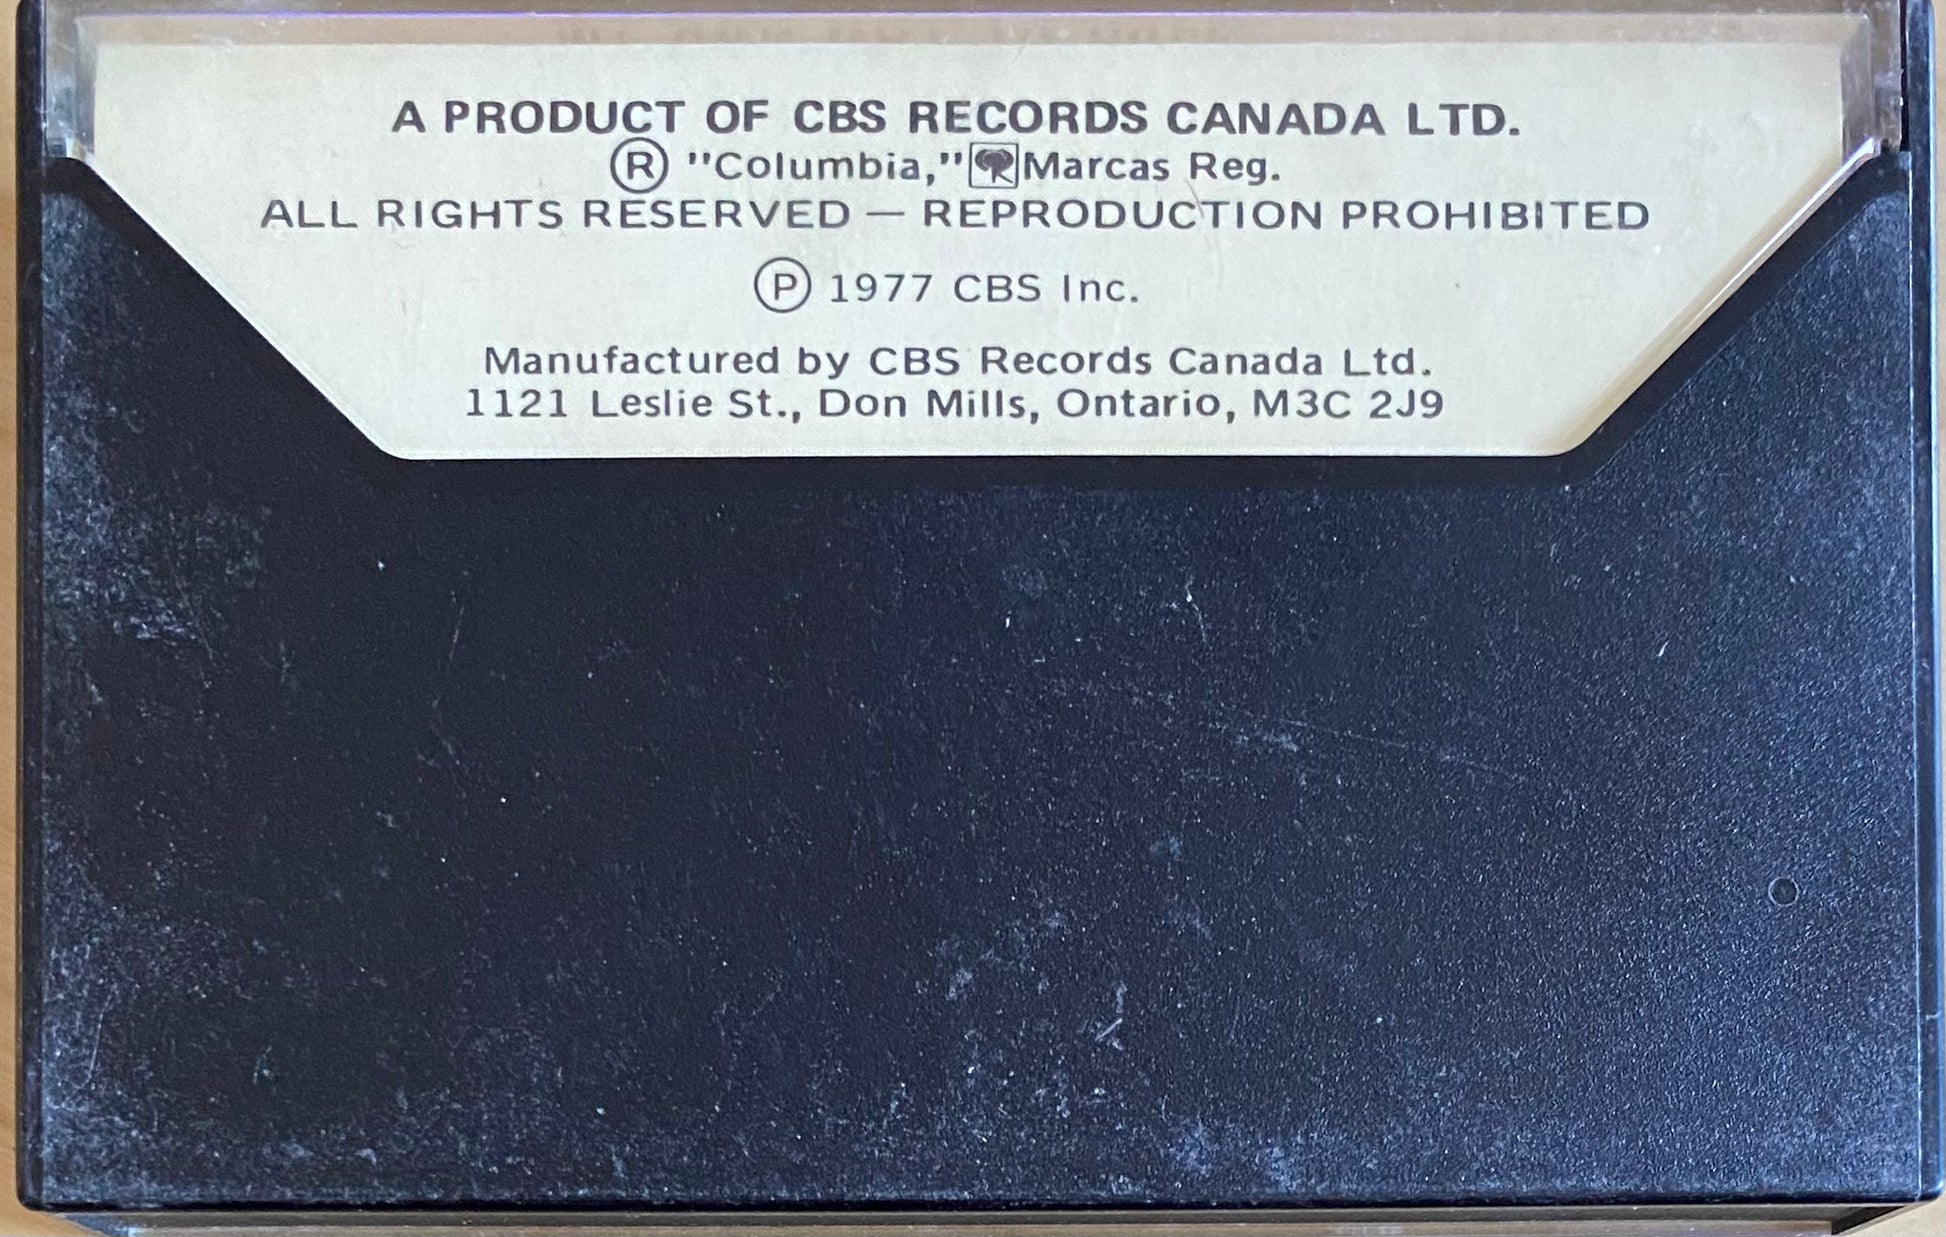 A PRODUCT OF CBS RECORDS CANADA LTD.
Ⓡ "Columbia," Marcas Reg.
ALL RIGHTS RESERVED — REPRODUCTION PROHIBITED
Ⓟ 1977 CBS Inc.
Manufactured by CBS Records Canada Ltd.
1121 Leslie St., Don Mills, Ontario, M3C 2J9